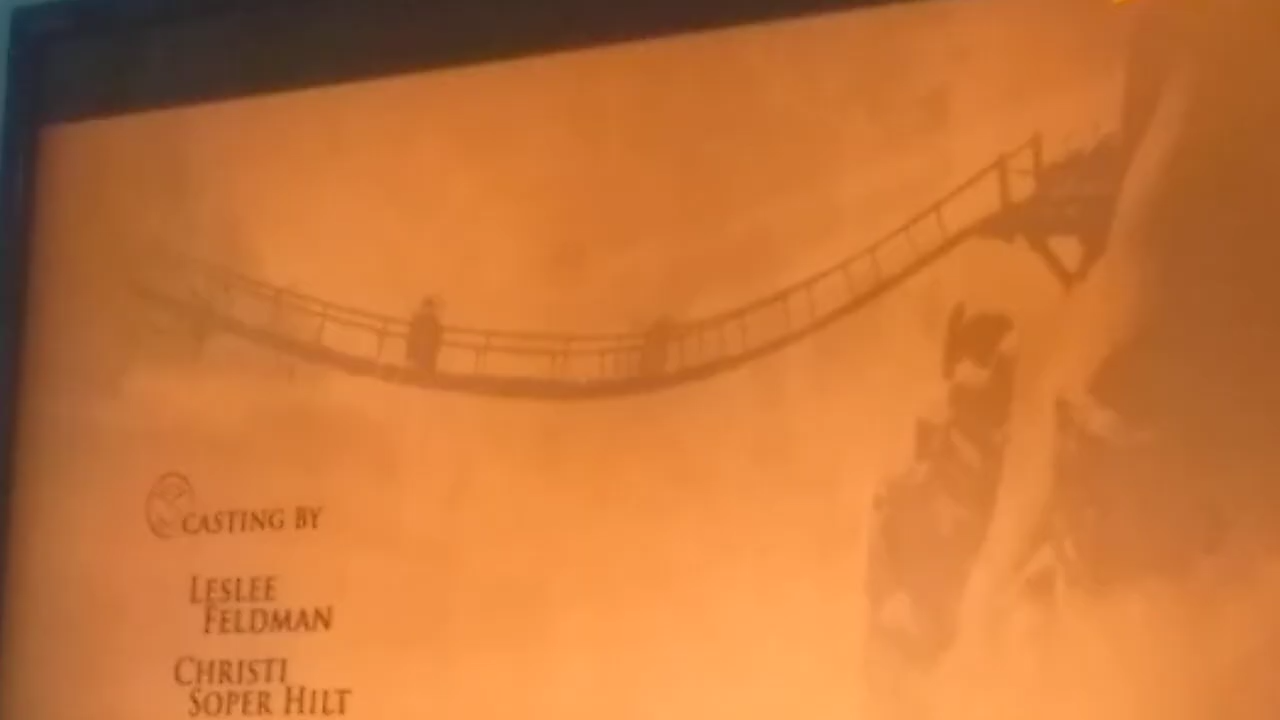 CASTING BY
LESLEE
FELDMAN
CHRISTI
SOPER HILT